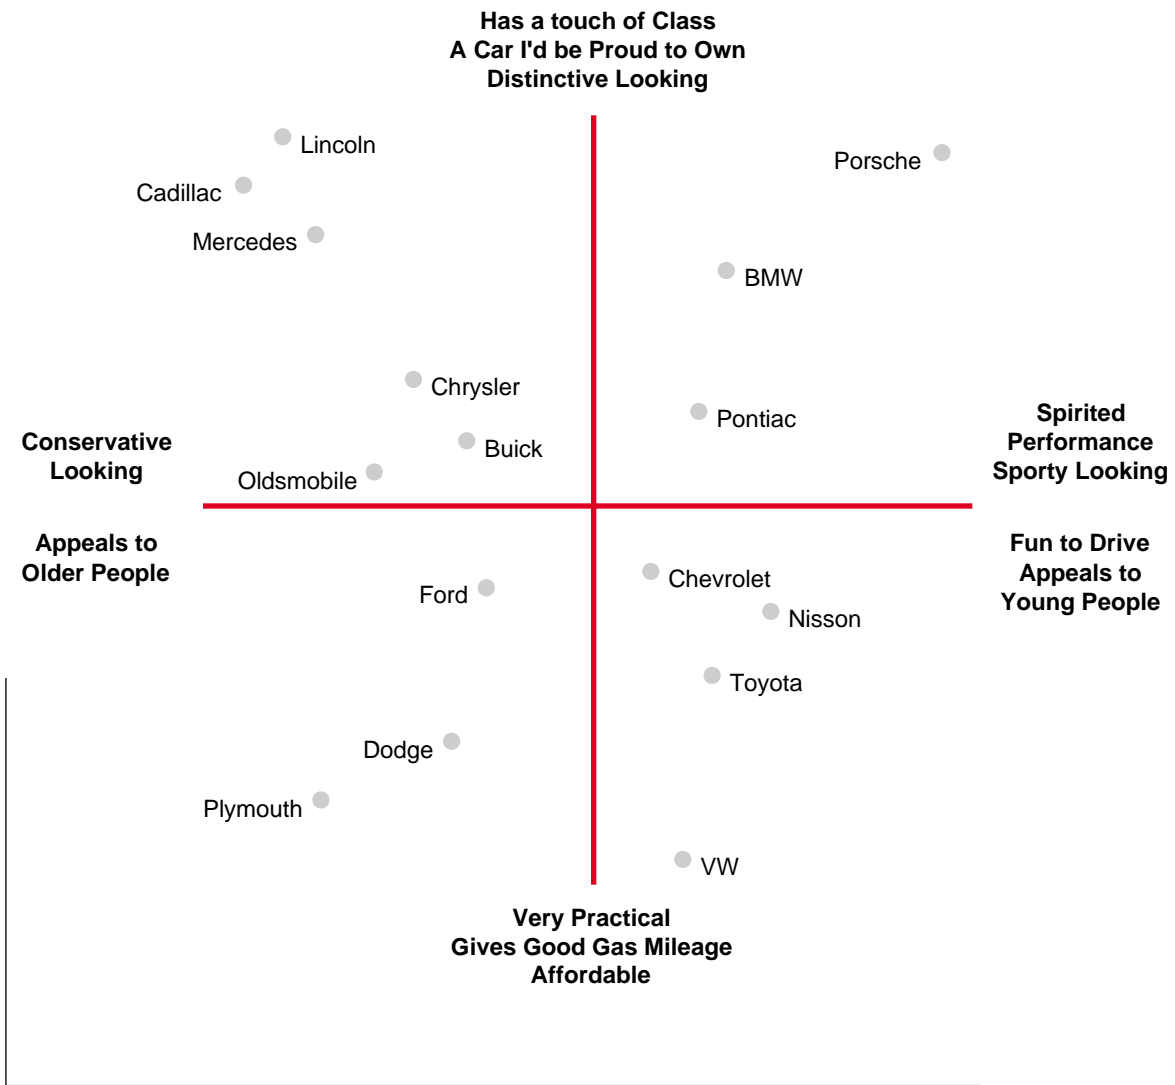 Has a touch of Class
A Car I'd be Proud to Own
Distinctive Looking
Lincoln
Porsche
Cadillac
Mercedes
BMW
Chrysler
Pontiac
Buick
Oldsmobile
Conservative
Looking
Spirited
Performance
Sporty Looking
Appeals to
Older People
Fun to Drive
Appeals to
Young People
Chevrolet
Ford
Nisson
Toyota
Dodge
Plymouth
VW
Very Practical
Gives Good Gas Mileage
Affordable